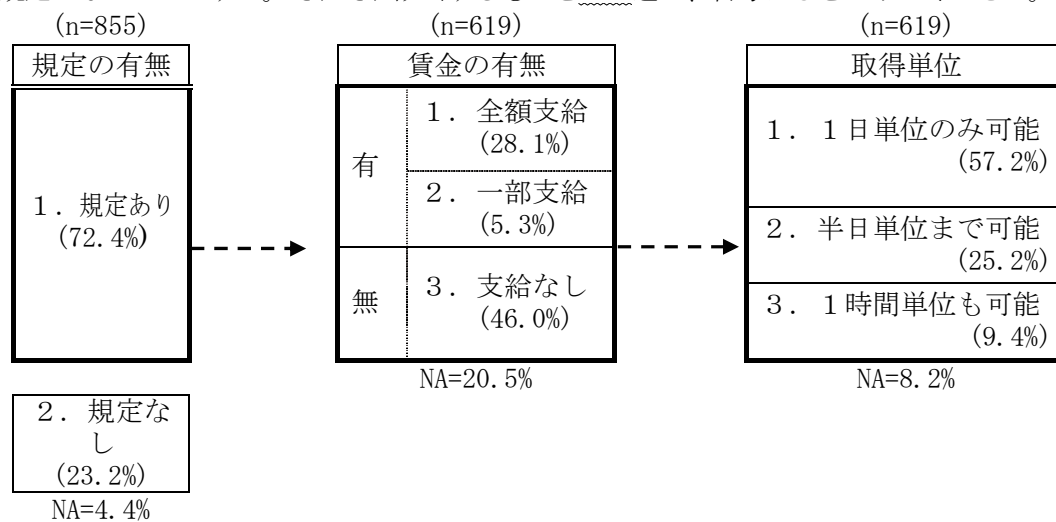 (n=855)
規定の有無
1．規定あり
(72.4%)
2．規定な
し
(23.2%)
NA=4.4%
(n=619)
賃金の有無
有
1．全額支給
(28.1%)
2．一部支給
(5.3%)
無
3．支給なし
(46.0%)
NA=20.5%
(n=619)
取得単位
1．1日単位のみ可能
(57.2%)
2．半日単位まで可能
(25.2%)
3．1時間単位も可能
(9.4%)
NA=8.2%